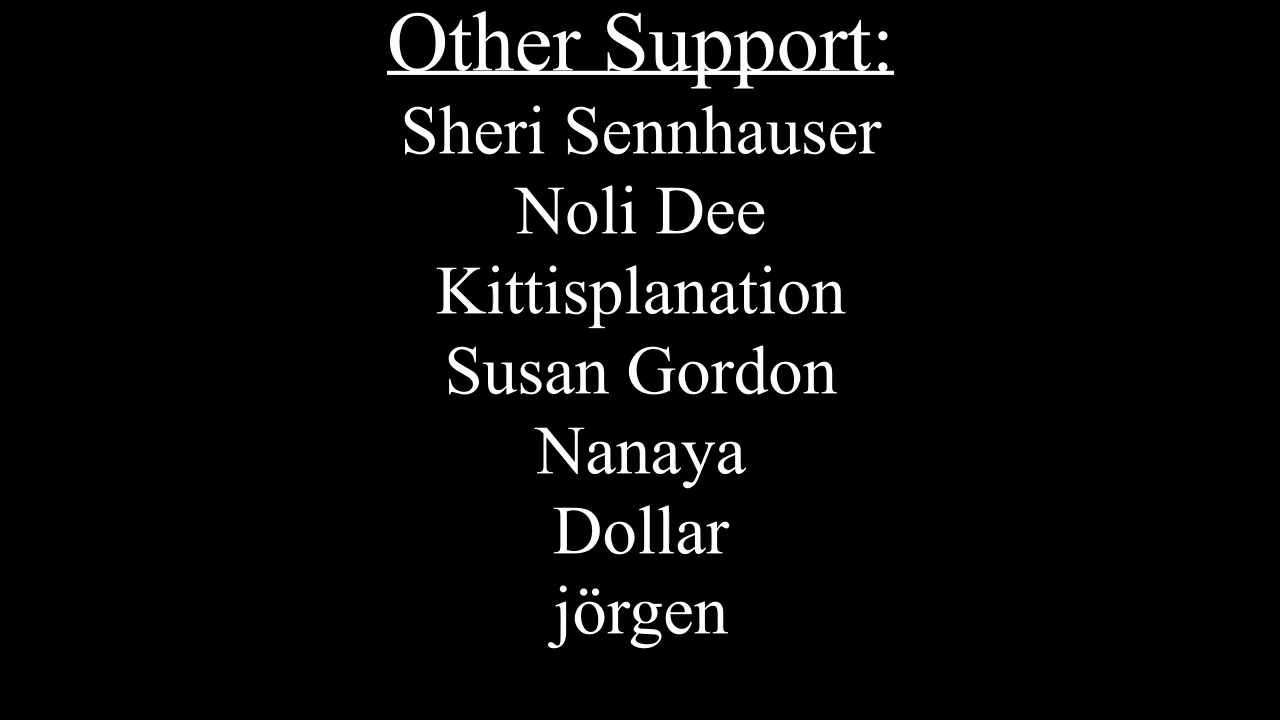 Other Support:
Sheri Sennhauser
Noli Dee
Kittisplanation
Susan Gordon
Nanaya
Dollar
jörgen